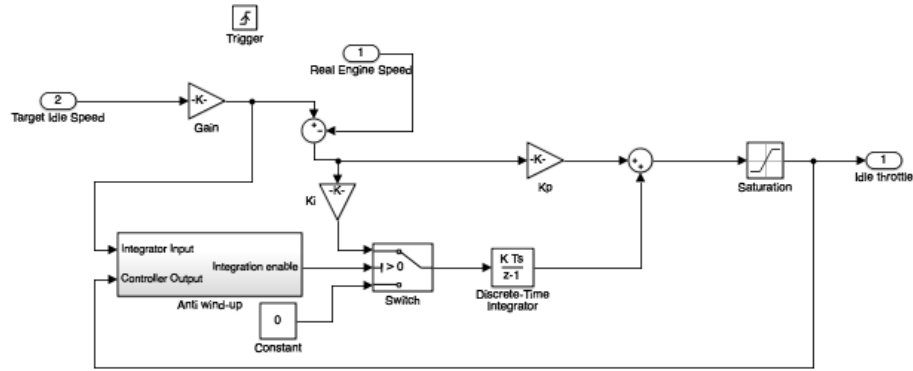 Trigger
1
Real Engine Speed
2
Target Idle Speed
-K-
Gain
+
-
-K-
Ki
-K-
Kp
+
+
Saturation
1
Idle throttle
Integrator Input
Controller Output
Integration enable
Anti wind-up
> 0
Switch
K Ts
z-1
Discrete-Time
Integrator
0
Constant